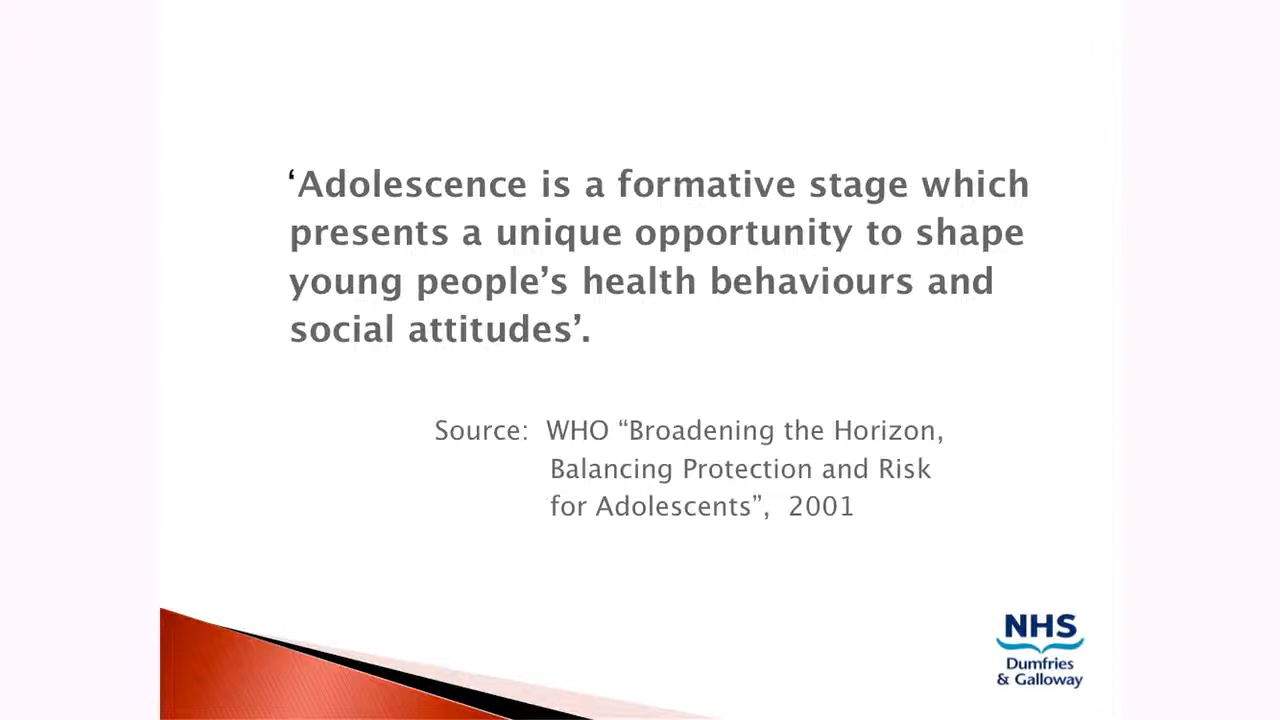 ‘Adolescence is a formative stage which
presents a unique opportunity to shape
young people’s health behaviours and
social attitudes’.
Source:  WHO “Broadening the Horizon,
Balancing Protection and Risk
for Adolescents”,  2001
NHS
Dumfries
& Galloway